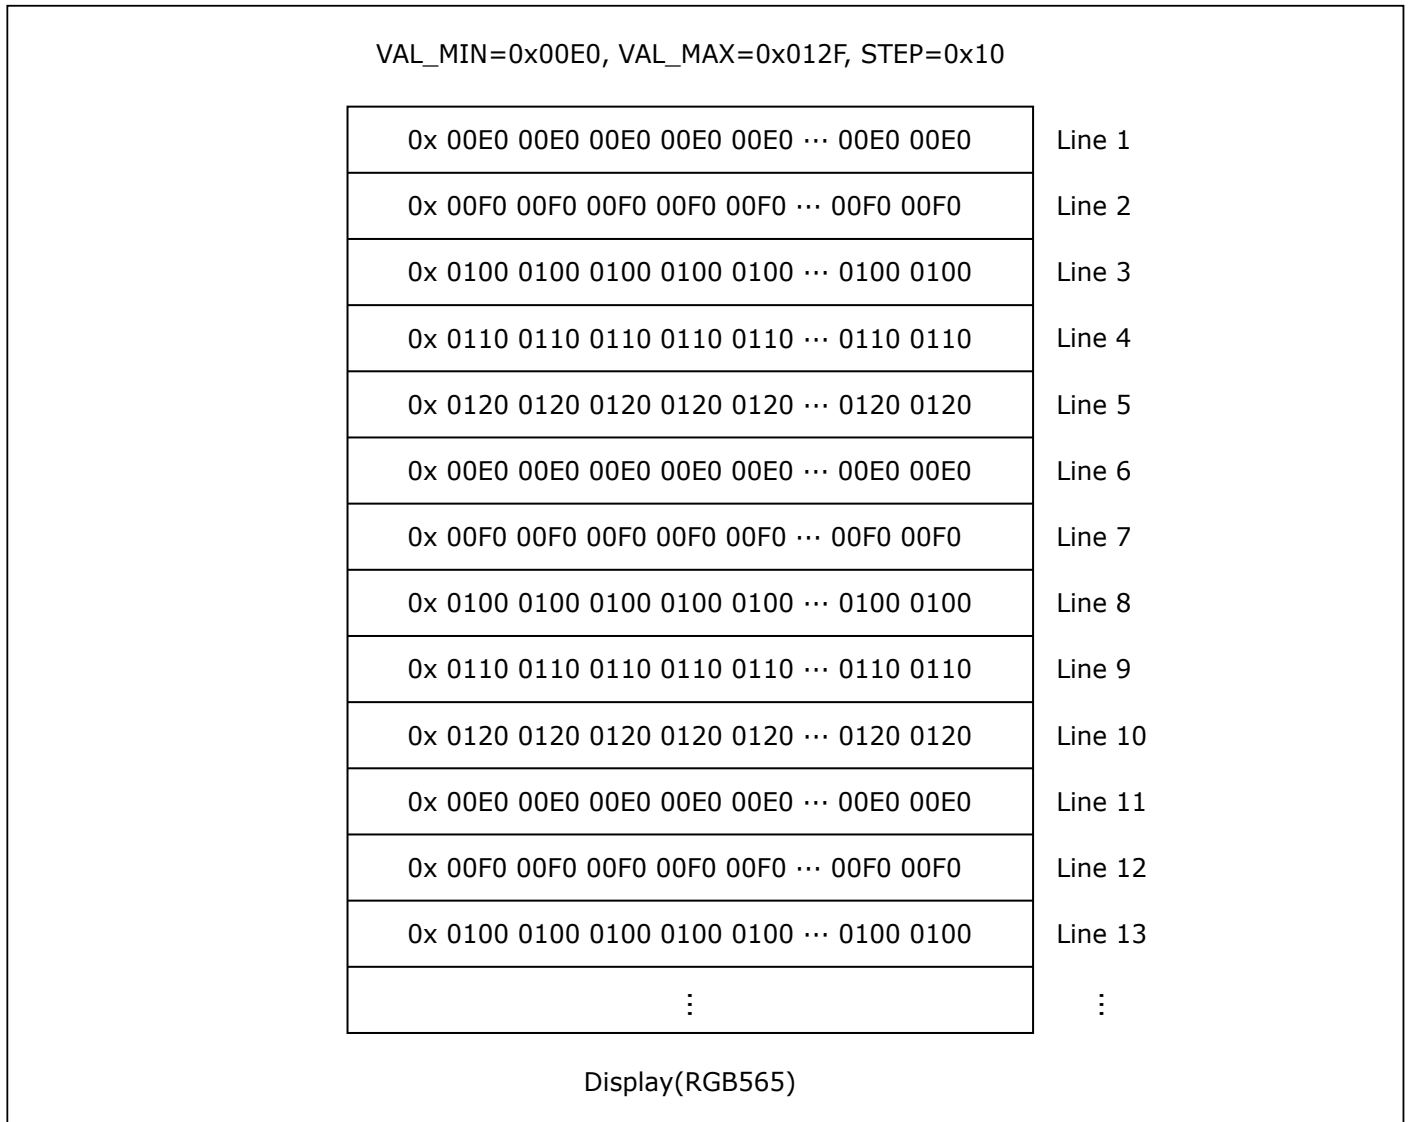 VAL_MIN=0x00E0, VAL_MAX=0x012F, STEP=0x10
0x 00E0 00E0 00E0 00E0 00E0 ⋯ 00E0 00E0 Line 1
0x 00F0 00F0 00F0 00F0 00F0 ⋯ 00F0 00F0 Line 2
0x 0100 0100 0100 0100 0100 ⋯ 0100 0100 Line 3
0x 0110 0110 0110 0110 0110 ⋯ 0110 0110 Line 4
0x 0120 0120 0120 0120 0120 ⋯ 0120 0120 Line 5
0x 00E0 00E0 00E0 00E0 00E0 ⋯ 00E0 00E0 Line 6
0x 00F0 00F0 00F0 00F0 00F0 ⋯ 00F0 00F0 Line 7
0x 0100 0100 0100 0100 0100 ⋯ 0100 0100 Line 8
0x 0110 0110 0110 0110 0110 ⋯ 0110 0110 Line 9
0x 0120 0120 0120 0120 0120 ⋯ 0120 0120 Line 10
0x 00E0 00E0 00E0 00E0 00E0 ⋯ 00E0 00E0 Line 11
0x 00F0 00F0 00F0 00F0 00F0 ⋯ 00F0 00F0 Line 12
0x 0100 0100 0100 0100 0100 ⋯ 0100 0100 Line 13
⋮ ⋮
Display(RGB565)